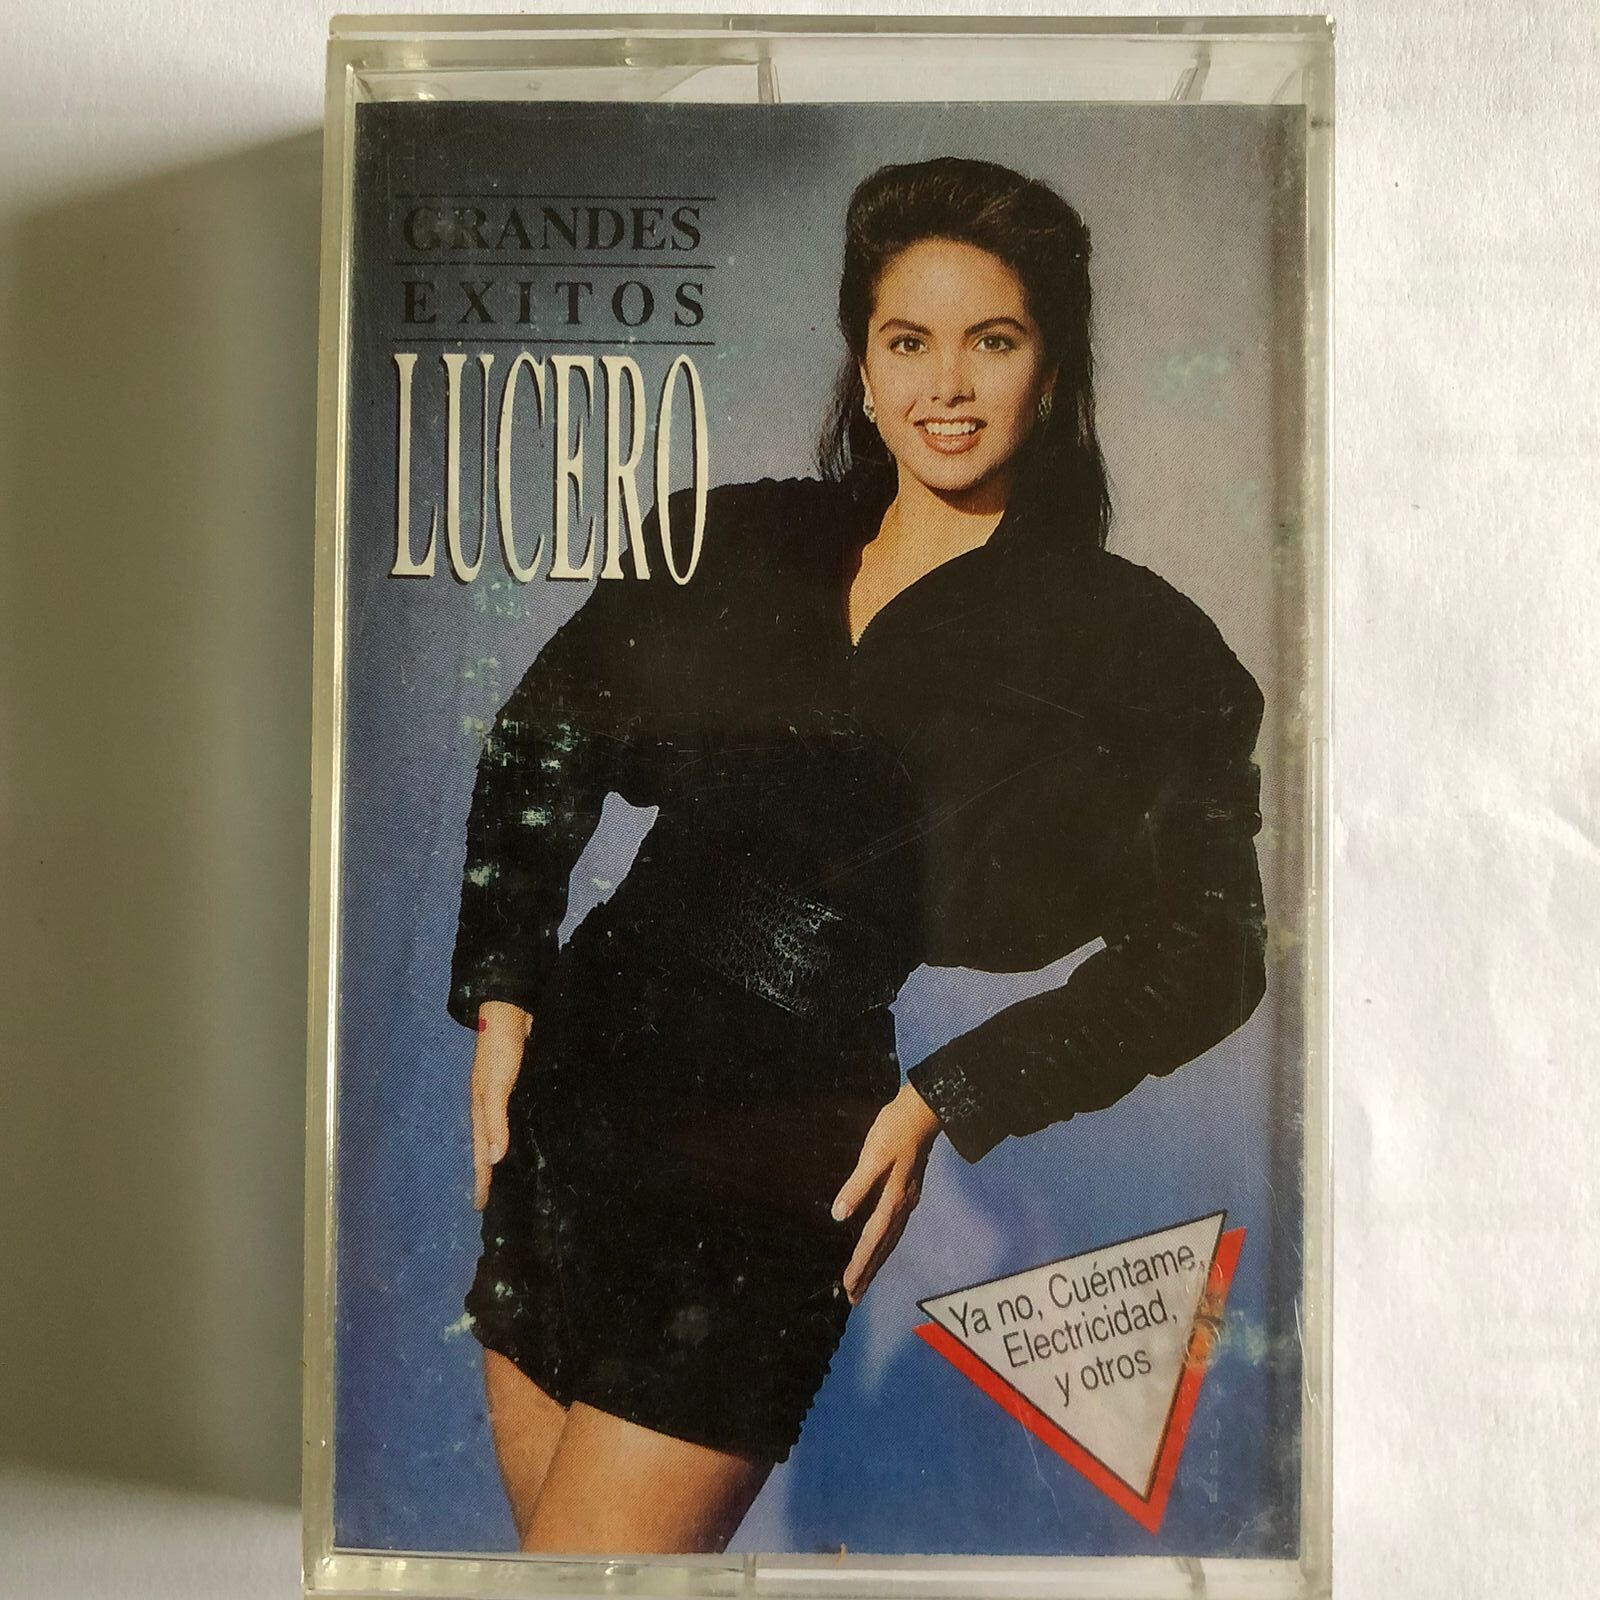 GRANDES
EXITOS
LUCERO
Ya no, Cuéntame,
Electricidad,
y otros